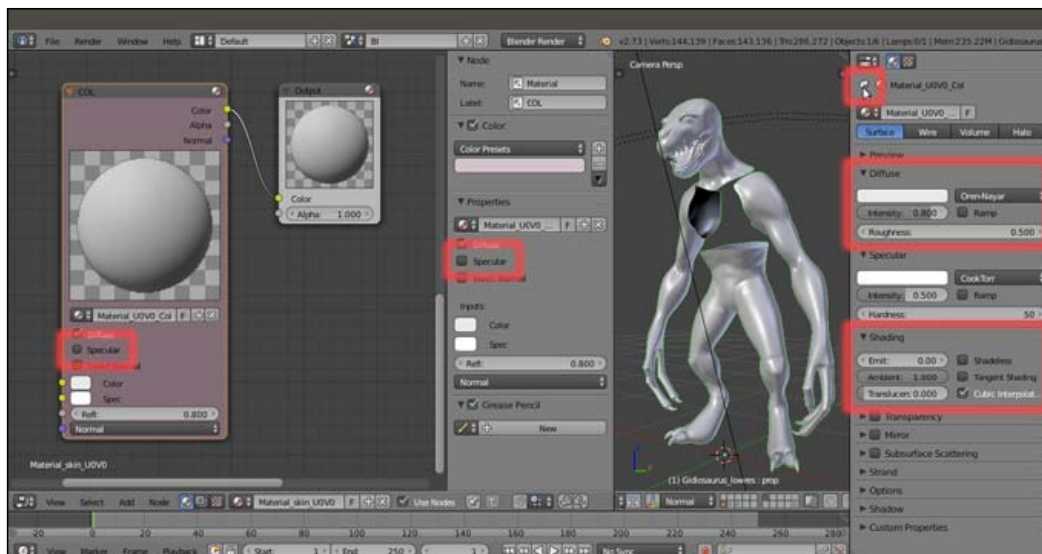 File Render Window Help Default BI Blender Render v2.73 | Verts:144,139 | Faces:143,136 | Tris:286,272 | Objects:1/6 | Lamps:0/1 | Mem:235.22M | Gidiosaurus
COL
Color
Alpha
Normal
Material_U0V0_Col F
Diffuse
Specular
Color
Spec
Refl: 0.800
Normal
Output
Color
Alpha: 1.000
Material_skin_U0V0
View Select Add Node Material_skin_U0V0 F Use Nodes
Node
Name: Material
Label: COL
Color
Color Presets
Properties
Material_U0V0_... F
Diffuse
Specular
Inputs:
Color
Spec
Refl: 0.800
Normal
Grease Pencil
New
Camera Persp
(1) Gidiosaurus_lowres : prop
Normal
Material_U0V0_Col
Material_U0V0_... F
Surface Wire Volume Halo
Preview
Diffuse
Oren-Nayar
Intensity: 0.800 Ramp
Roughness: 0.500
Specular
CookTorr
Intensity: 0.500 Ramp
Hardness: 50
Shading
Emit: 0.00 Shadeless
Ambient: 1.000 Tangent Shading
Translucen: 0.000 Cubic Interpolat...
Transparency
Mirror
Subsurface Scattering
Strand
Options
Shadow
Custom Properties
-20 0 20 40 60 80 100 120 140 160 180 200 220 240 260 280
View Marker Frame Playback Start: 1 End: 250 1 No Sync